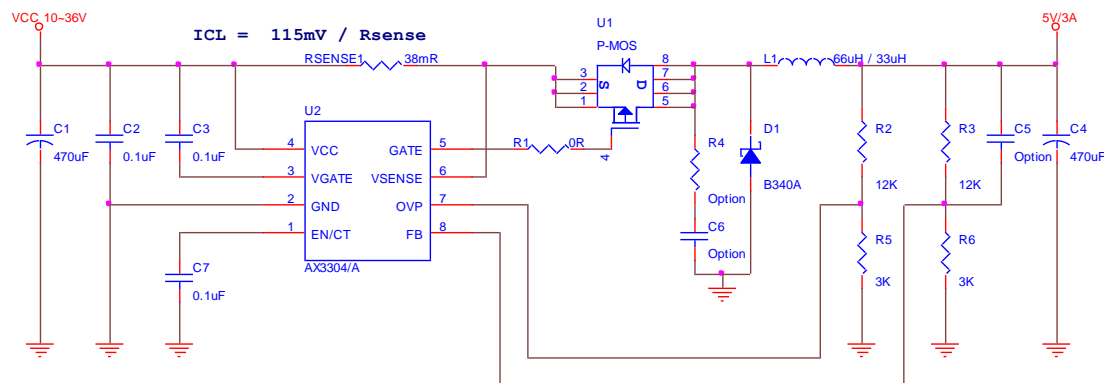 VCC 10~36V
5V/3A
U1
ICL = 115mV / Rsense
P-MOS
RSENSE1 38mR
L1 66uH / 33uH
8
3 7
2 S D 6
1 5
4
U2
C1
470uF
C2
0.1uF
C3
0.1uF
4 VCC GATE 5
3 VGATE VSENSE 6
2 GND OVP 7
1 EN/CT FB 8
AX3304/A
R1 0R
R4
Option
D1
B340A
R2
12K
R3
12K
C5
Option
C4
470uF
C6
Option
R5
3K
R6
3K
C7
0.1uF